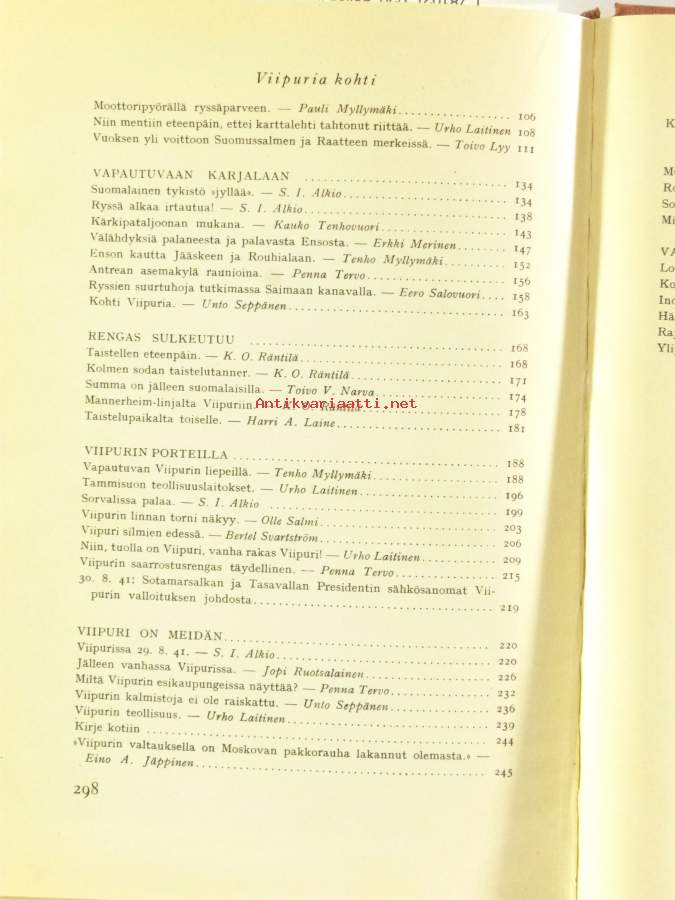 Viipuria kohti
Moottoripyörällä ryssäparveen. — Pauli Myllymäki .................. 106
Niin mentiin eteenpäin, ettei karttalehti tahtonut riittää. — Urho Laitinen 108
Vuoksen yli voittoon Suomussalmen ja Raatteen merkeissä. — Toivo Lyy 111
VAPAUTUVAAN KARJALAAN .................. 134
Suomalainen tykistö »jyllää». — S. I. Alkio .................. 134
Ryssä alkaa irtautua! — S. I. Alkio .................. 138
Kärkipataljoonan mukana. — Kauko Tenhovuori .................. 143
Välähdyksiä palaneesta ja palavasta Ensosta. — Erkki Merinen .......... 147
Enson kautta Jääskeen ja Rouhialaan. — Tenho Myllymäki .......... 152
Antrean asemakylä raunioina. — Penna Tervo .................. 156
Ryssien suurtuhoja tutkimassa Saimaan kanavalla. — Eero Salovuori .... 158
Kohti Viipuria. — Unto Seppänen .................. 163
RENGAS SULKEUTUU .................. 168
Taistellen eteenpäin. — K. O. Räntilä .................. 168
Kolmen sodan taistelutanner. — K. O. Räntilä .................. 171
Summa on jälleen suomalaisilla. — Toivo V. Narva .................. 174
Mannerheim-linjalta Viipuriin. — K. O. Räntilä .................. 178
Antikvariaatti.net
Taistelupaikalta toiselle. — Harri A. Laine .................. 181
VIIPURIN PORTEILLA .................. 188
Vapautuvan Viipurin liepeillä. — Tenho Myllymäki .................. 188
Tammisuon teollisuuslaitokset. — Urho Laitinen .................. 196
Sorvalissa palaa. — S. I. Alkio .................. 199
Viipurin linnan torni näkyy. — Olle Salmi .................. 203
Viipuri silmien edessä. — Bertel Svartström .................. 206
Niin, tuolla on Viipuri, vanha rakas Viipuri! — Urho Laitinen .......... 209
Viipurin saarrostusrengas täydellinen. — Penna Tervo .................. 215
30. 8. 41: Sotamarsalkan ja Tasavallan Presidentin sähkösanomat Vii-
purin valloituksen johdosta .................. 219
VIIPURI ON MEIDÄN .................. 220
Viipurissa 29. 8. 41. — S. I. Alkio .................. 220
Jälleen vanhassa Viipurissa. — Jopi Ruotsalainen .................. 226
Miltä Viipurin esikaupungeissa näyttää? — Penna Tervo .................. 232
Viipurin kalmistoja ei ole raiskattu. — Unto Seppänen .................. 236
Viipurin teollisuus. — Urho Laitinen .................. 239
Kirje kotiin .................. 244
»Viipurin valtauksella on Moskovan pakkorauha lakannut olemasta.» —
Eino A. Jäppinen .................. 245
298